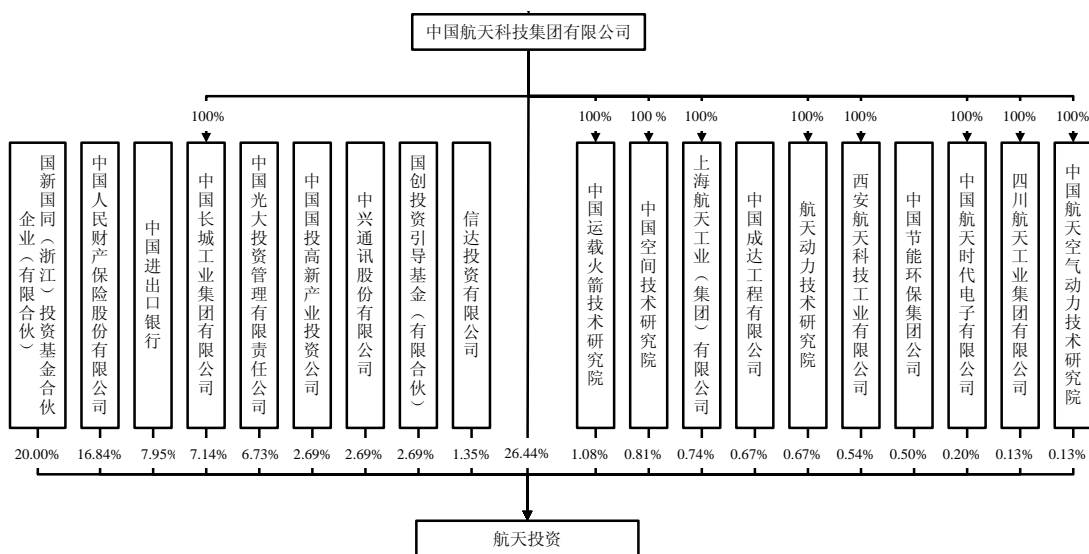 中国航天科技集团有限公司
100%
100%
100 %
100%
100%
100%
100%
100%
100%
国新国同（浙江）投资基金合伙
企业（有限合伙）
中国人民财产保险股份有限公司
中国进出口银行
中国长城工业集团有限公司
中国光大投资管理有限责任公司
中国国投高新产业投资公司
中兴通讯股份有限公司
国创投资引导基金（有限合伙）
信达投资有限公司
中国运载火箭技术研究院
中国空间技术研究院
上海航天工业（集团）有限公司
中国成达工程有限公司
航天动力技术研究院
西安航天科技工业有限公司
中国节能环保集团公司
中国航天时代电子有限公司
四川航天工业集团有限公司
中国航天空气动力技术研究院
20.00%
16.84%
7.95%
7.14%
6.73%
2.69%
2.69%
2.69%
1.35%
26.44%
1.08%
0.81%
0.74%
0.67%
0.67%
0.54%
0.50%
0.20%
0.13%
0.13%
航天投资